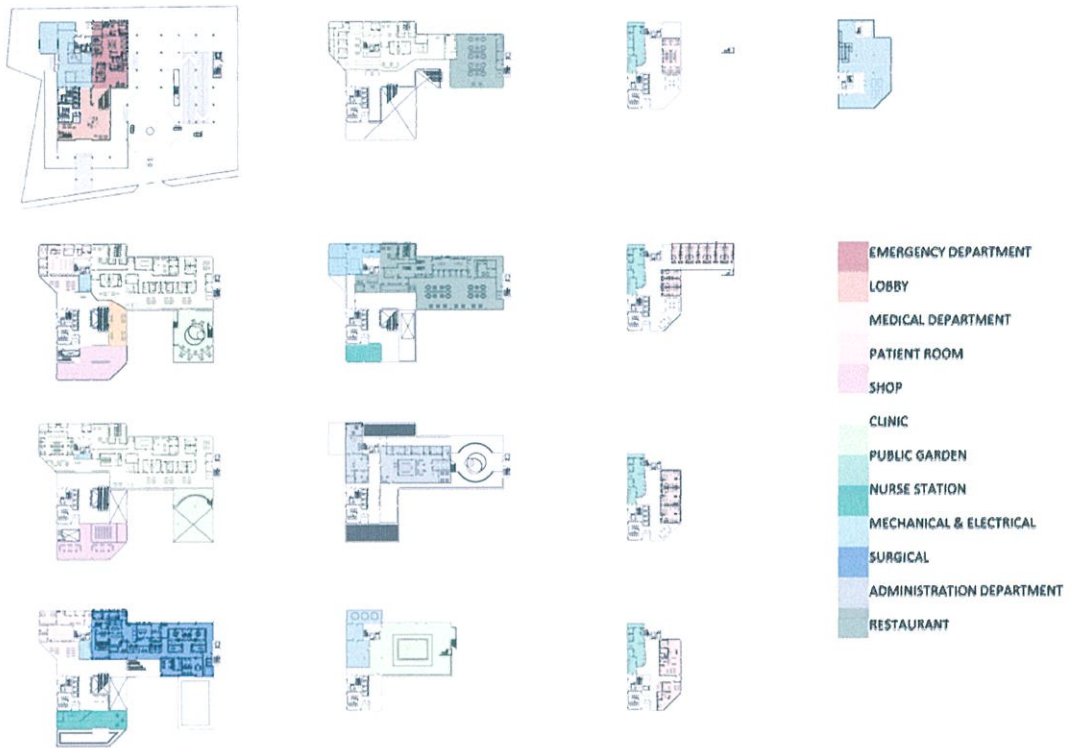 EMERGENCY DEPARTMENT
LOBBY
MEDICAL DEPARTMENT
PATIENT ROOM
SHOP
CLINIC
PUBLIC GARDEN
NURSE STATION
MECHANICAL & ELECTRICAL
SURGICAL
ADMINISTRATION DEPARTMENT
RESTAURANT